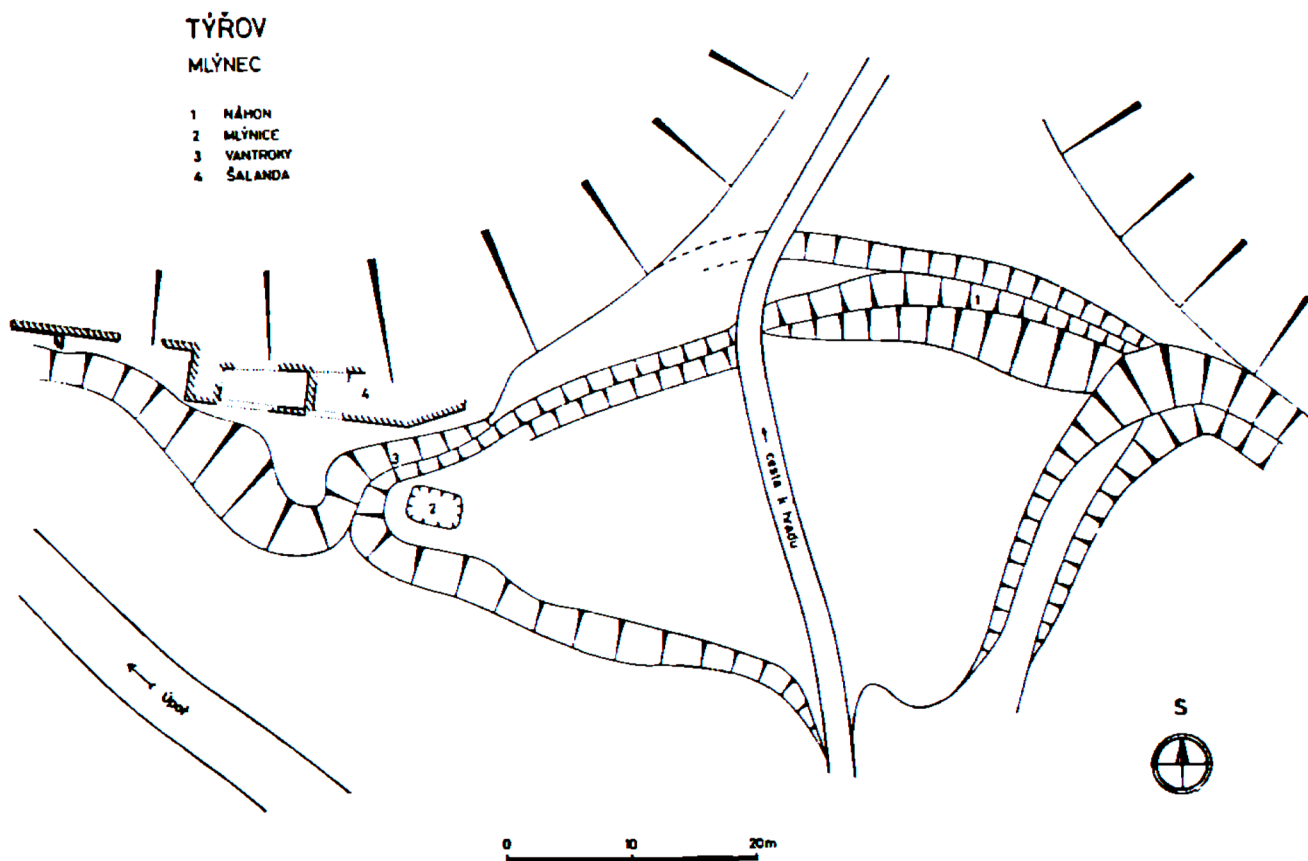 TÝŘOV
MLÝNEC
1 NÁHON
2 MLÝNICE
3 VANTROKY
4 ŠALANDA
1
4
3
2
← cesta k hradu
← Úpoř
S
0 10 20 m